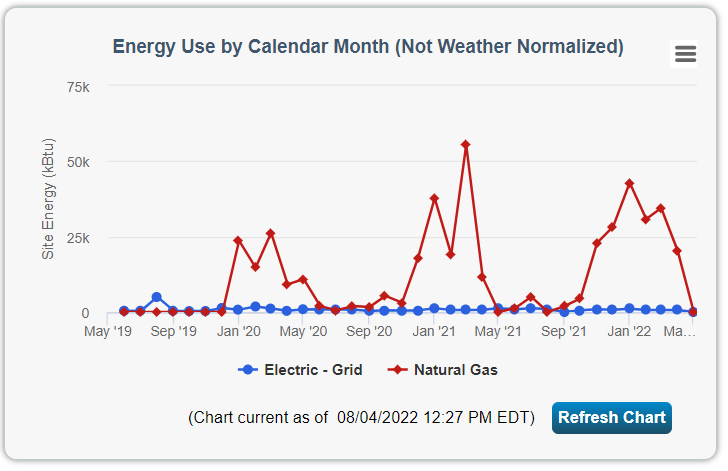 Energy Use by Calendar Month (Not Weather Normalized)
75k
50k
25k
0
Site Energy (kBtu)
May '19 Sep '19 Jan '20 May '20 Sep '20 Jan '21 May '21 Sep '21 Jan '22 Ma...
Electric - Grid Natural Gas
(Chart current as of 08/04/2022 12:27 PM EDT) Refresh Chart